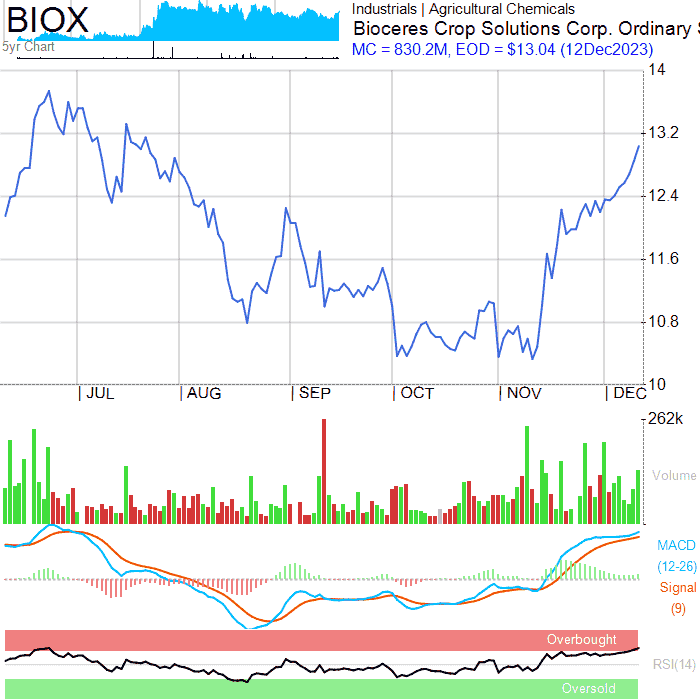 BIOX
5yr Chart
Industrials | Agricultural Chemicals
Bioceres Crop Solutions Corp. Ordinary S
MC = 830.2M, EOD = $13.04 (12Dec2023)
14
13.2
12.4
11.6
10.8
10
JUL AUG SEP OCT NOV DEC
262k
Volume
MACD
(12-26)
Signal
(9)
Overbought
RSI(14)
Oversold